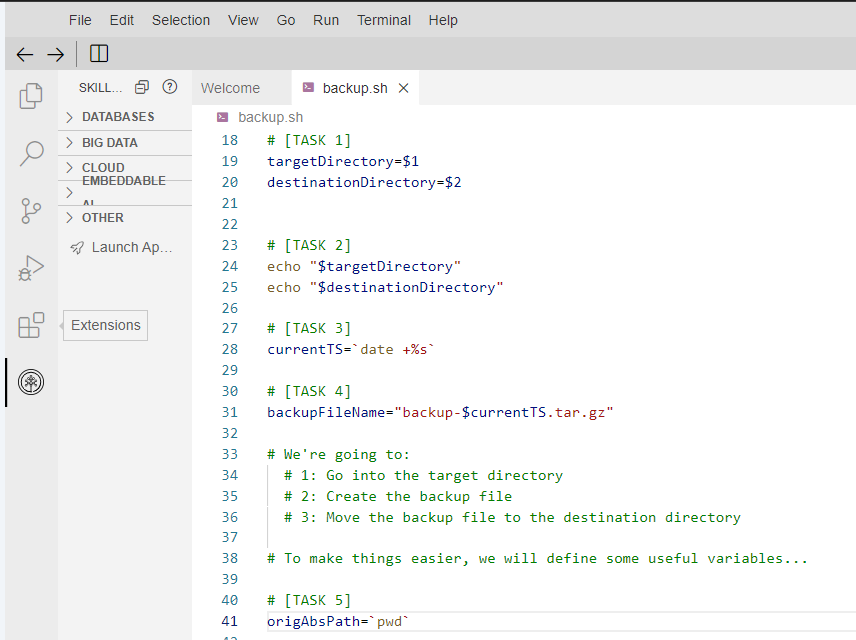 File Edit Selection View Go Run Terminal Help
SKILL...
DATABASES
BIG DATA
CLOUD
EMBEDDABLE
OTHER
Launch Ap...
Extensions
Welcome
backup.sh
backup.sh
18 # [TASK 1]
19 targetDirectory=$1
20 destinationDirectory=$2
21
22
23 # [TASK 2]
24 echo "$targetDirectory"
25 echo "$destinationDirectory"
26
27 # [TASK 3]
28 currentTS=`date +%s`
29
30 # [TASK 4]
31 backupFileName="backup-$currentTS.tar.gz"
32
33 # We're going to:
34 # 1: Go into the target directory
35 # 2: Create the backup file
36 # 3: Move the backup file to the destination directory
37
38 # To make things easier, we will define some useful variables...
39
40 # [TASK 5]
41 origAbsPath=`pwd`